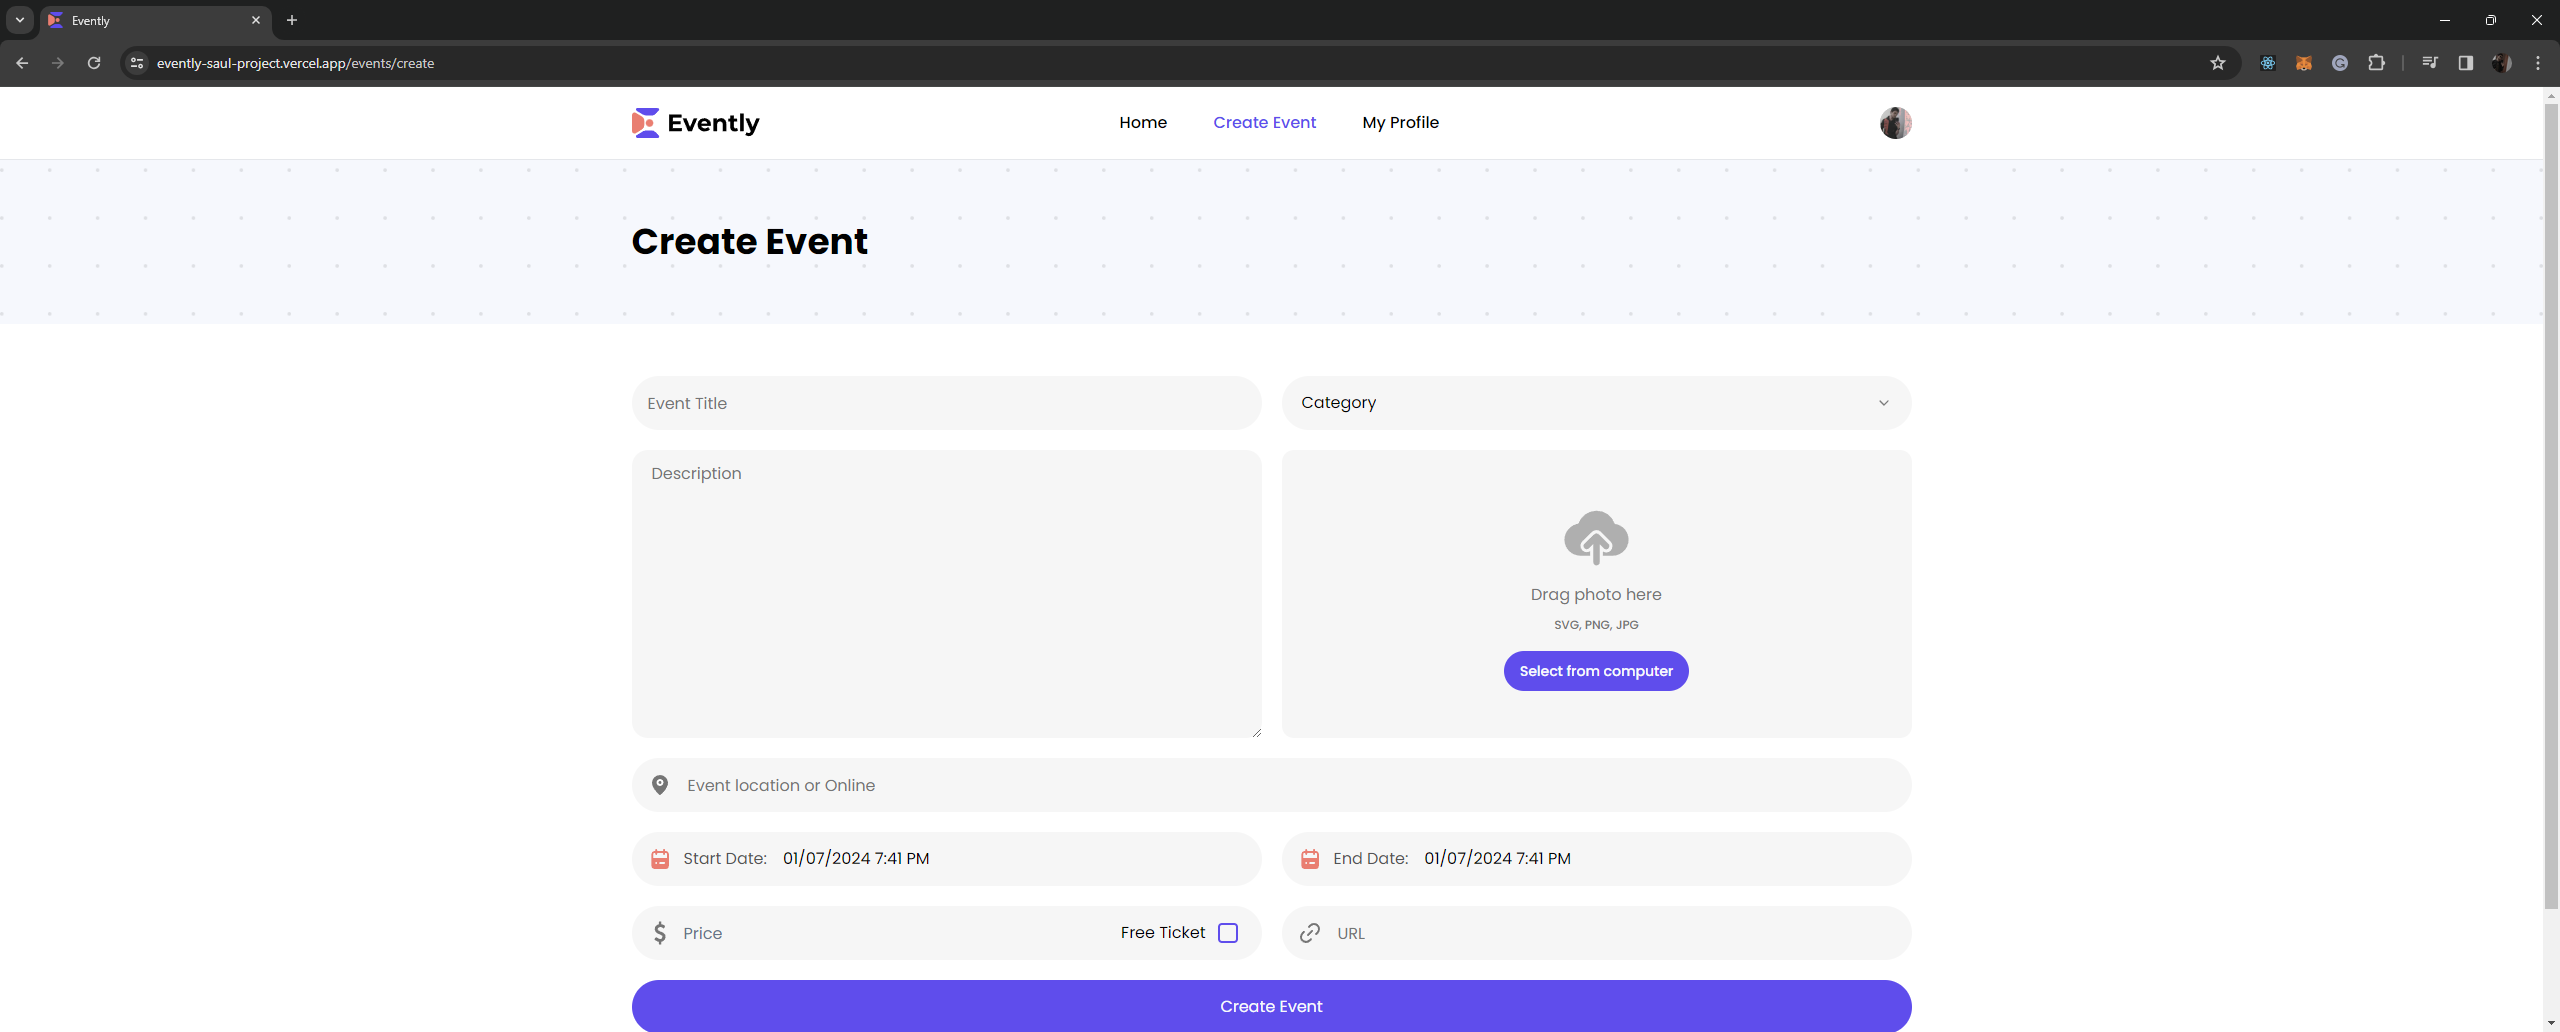 Evently
evently-saul-project.vercel.app/events/create
Evently
Home
Create Event
My Profile
Create Event
Event Title
Category
Description
Drag photo here
SVG, PNG, JPG
Select from computer
Event location or Online
Start Date: 01/07/2024 7:41 PM
End Date: 01/07/2024 7:41 PM
$ Price
Free Ticket
URL
Create Event